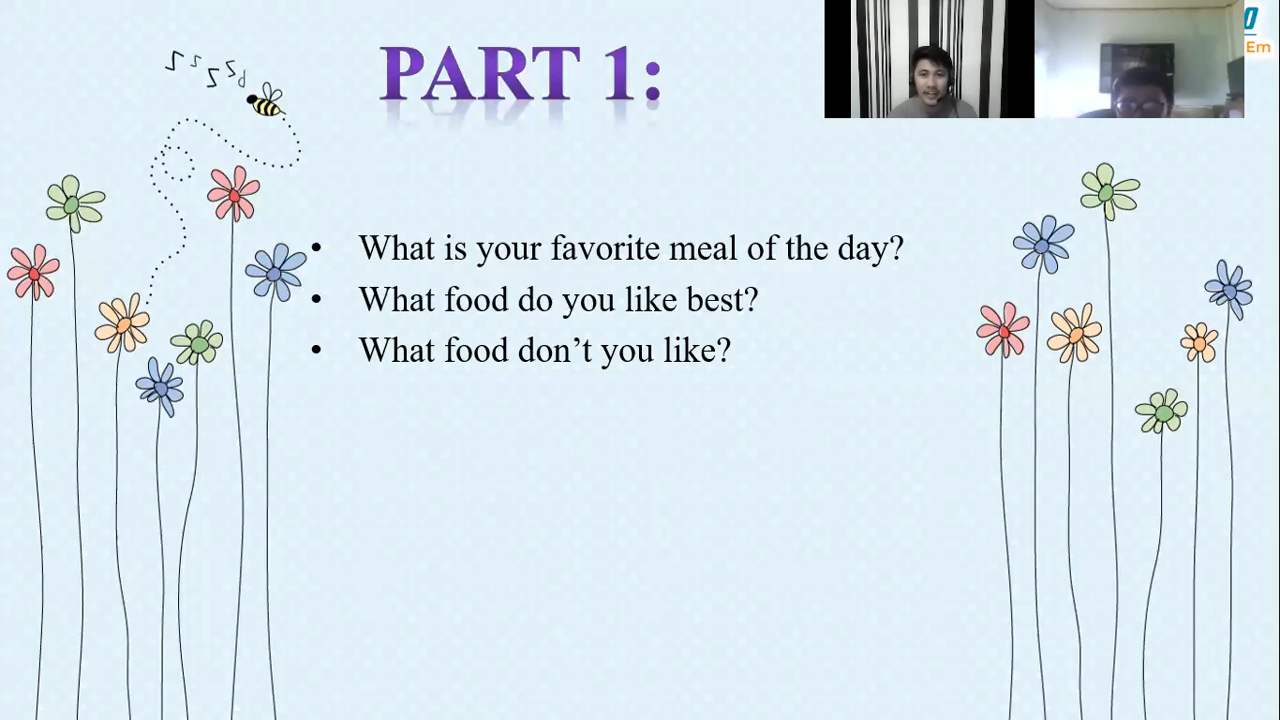 PART 1:
Em
• What is your favorite meal of the day?
• What food do you like best?
• What food don’t you like?